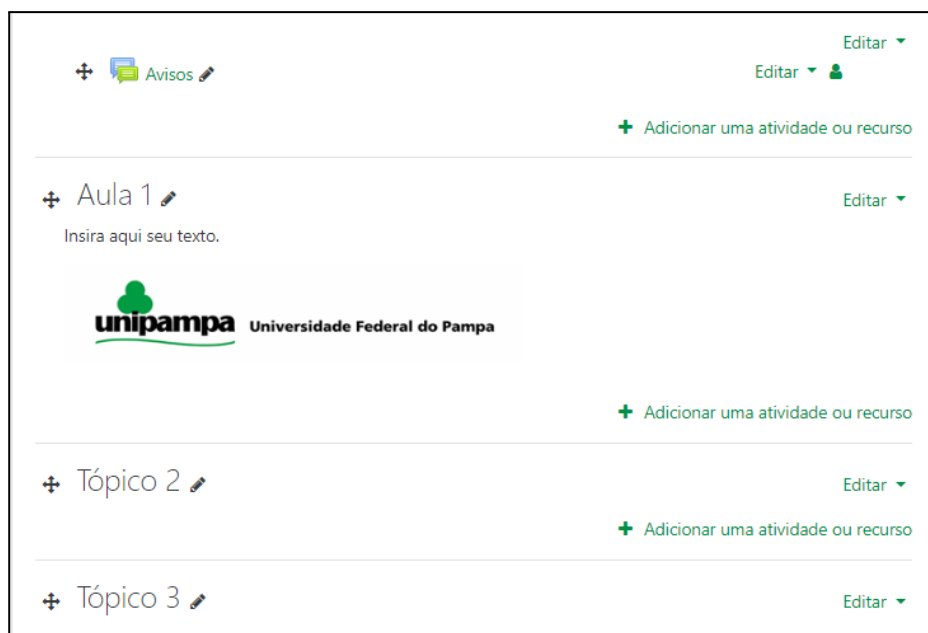 Editar
Avisos
Editar
Adicionar uma atividade ou recurso
Aula 1
Editar
Insira aqui seu texto.
unipampa Universidade Federal do Pampa
Adicionar uma atividade ou recurso
Tópico 2
Editar
Adicionar uma atividade ou recurso
Tópico 3
Editar